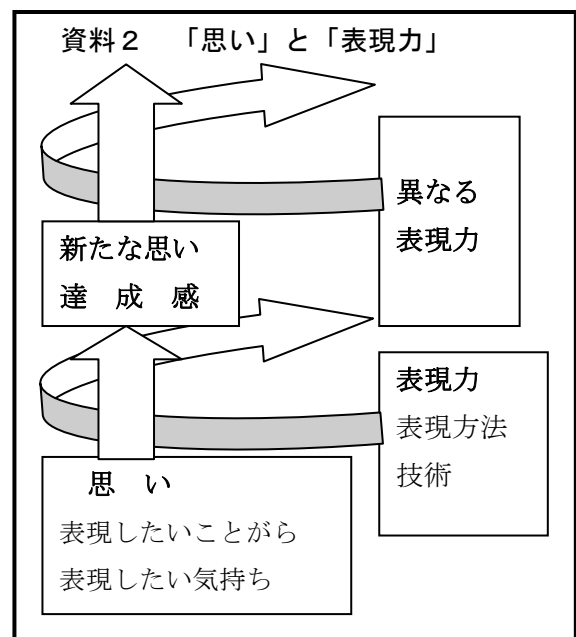 資料２　「思い」と「表現力」
異なる
表現力
新たな思い
達　成　感
表現力
表現方法
技術
思　い
表現したいことがら
表現したい気持ち